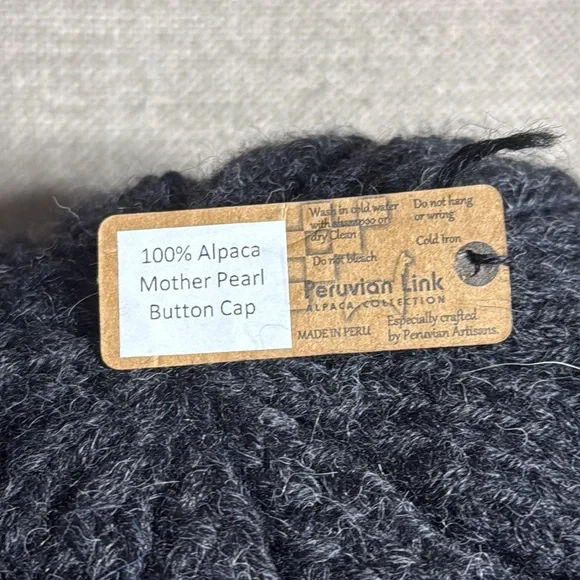 100% Alpaca
Mother Pearl
Button Cap
Wash in cold water
with shampoo or
dry Clean
Do not bleach
Do not hang
or wring
Cold iron
Peruvian Link
ALPACA COLLECTION
MADE IN PERU
Especially crafted
by Peruvian Artisans.